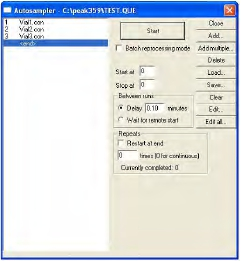 Autosampler - C:\peak359\TEST.QUE
1 Vial1.con
2 Vial2.con
3 Vial3.con
<end>
Start
Batch reprocessing mode
Start at 0
Stop at 0
Between runs
Delay 0.10 minutes
Wait for remote start
Repeats
Restart at end
0 times (0 for continuous)
Currently completed: 0
Close
Add...
Add multiple...
Delete
Load...
Save...
Clear
Edit...
Edit all...